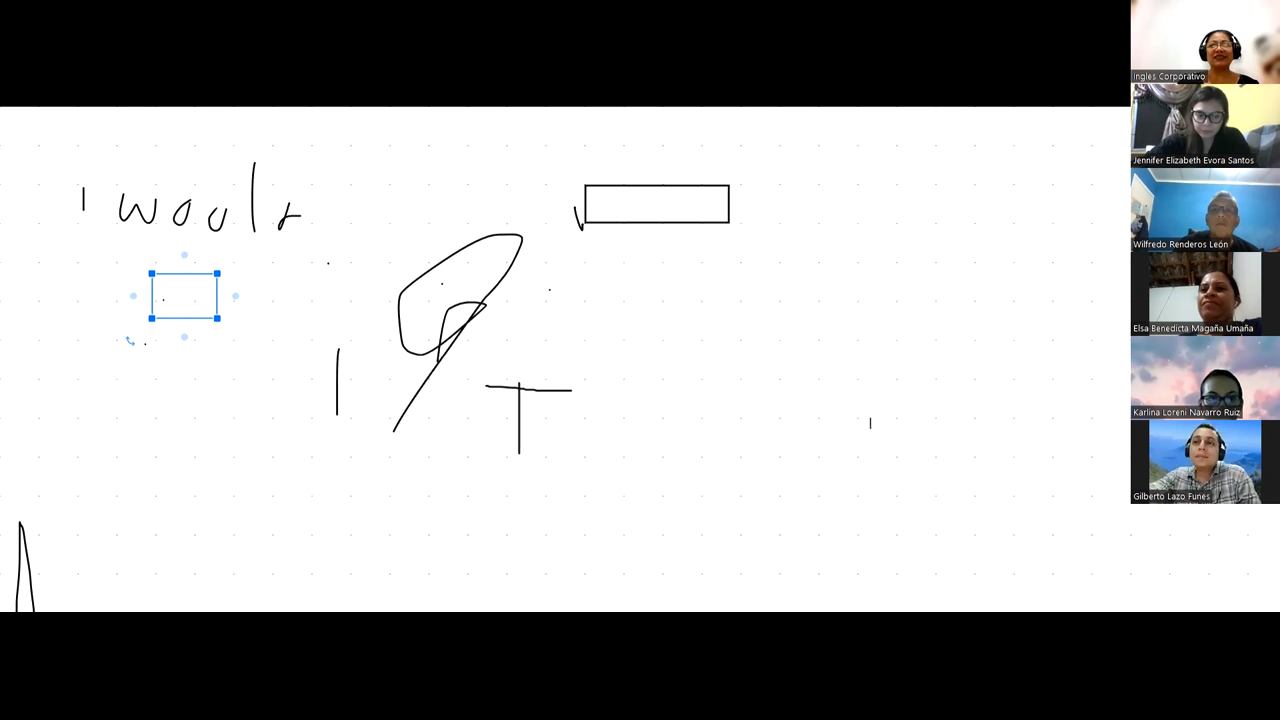 I would
T
Ingles Corporativo
Jennifer Elizabeth Evora Santos
Wilfredo Renderos León
Elsa Benedicta Magaña Umaña
Karlina Loreni Navarro Ruiz
Gilberto Lazo Funes